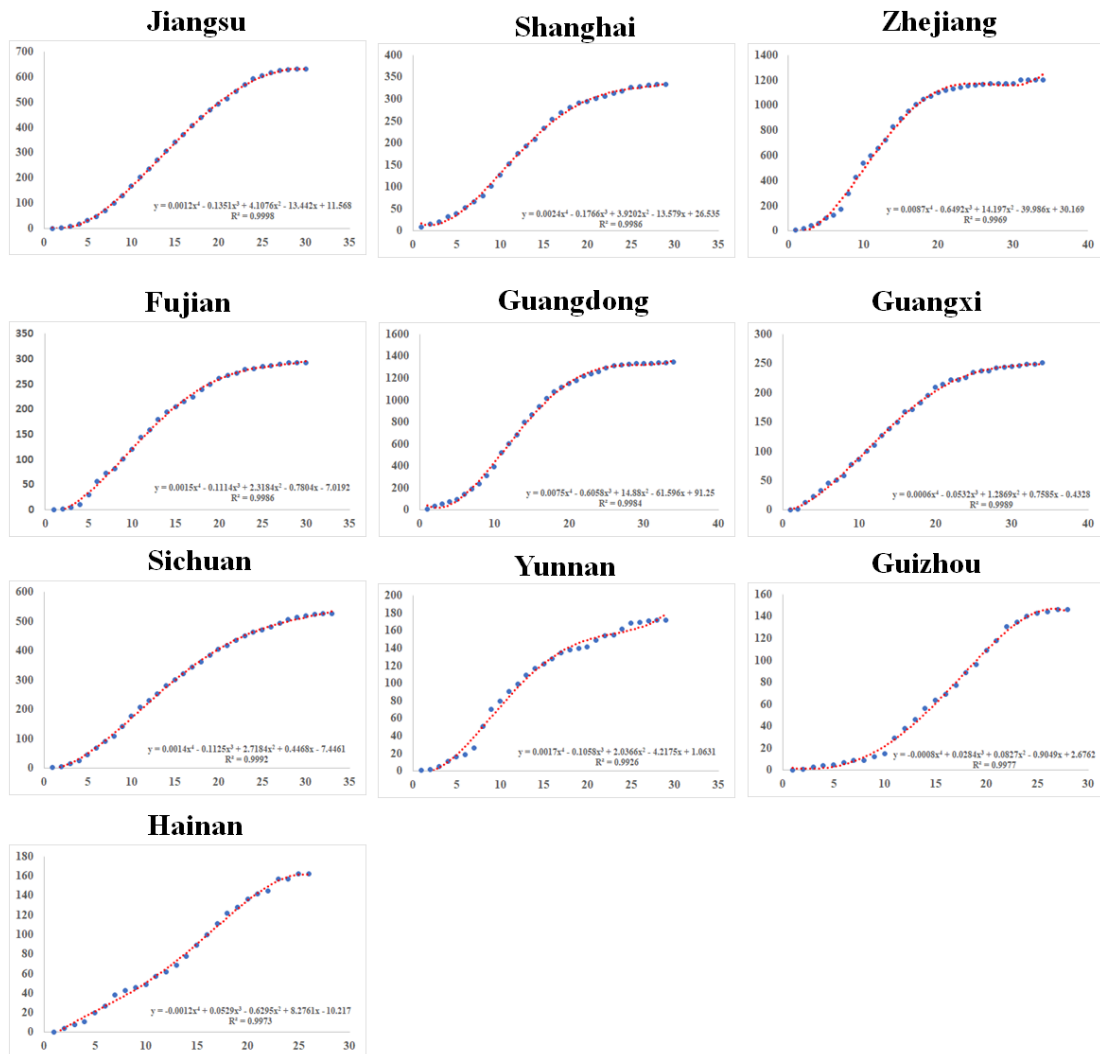 Jiangsu
700
600
500
400
300
200
100
0
y = 0.0012x⁴ - 0.1351x³ + 4.1076x² - 13.442x + 11.568
R² = 0.9998
0 5 10 15 20 25 30 35
Shanghai
400
350
300
250
200
150
100
50
0
y = 0.0024x⁴ - 0.1766x³ + 3.9202x² - 13.579x + 26.535
R² = 0.9986
0 5 10 15 20 25 30 35
Zhejiang
1400
1200
1000
800
600
400
200
0
y = 0.0087x⁴ - 0.6492x³ + 14.197x² - 39.986x + 30.169
R² = 0.9969
0 10 20 30 40
Fujian
350
300
250
200
150
100
50
0
y = 0.0015x⁴ - 0.1114x³ + 2.3184x² - 0.7804x - 7.0192
R² = 0.9986
0 5 10 15 20 25 30 35
Guangdong
1600
1400
1200
1000
800
600
400
200
0
y = 0.0075x⁴ - 0.6058x³ + 14.88x² - 61.596x + 91.25
R² = 0.9984
0 10 20 30 40
Guangxi
300
250
200
150
100
50
0
y = 0.0006x⁴ - 0.0532x³ + 1.2869x² + 0.7585x - 0.4328
R² = 0.9989
0 10 20 30 40
Sichuan
600
500
400
300
200
100
0
y = 0.0014x⁴ - 0.1125x³ + 2.7184x² + 0.4468x - 7.4461
R² = 0.9992
0 5 10 15 20 25 30 35
Yunnan
200
180
160
140
120
100
80
60
40
20
0
y = 0.0017x⁴ - 0.1058x³ + 2.0366x² - 4.2175x + 1.0631
R² = 0.9926
0 5 10 15 20 25 30 35
Guizhou
160
140
120
100
80
60
40
20
0
y = -0.0008x⁴ + 0.0284x³ + 0.0827x² - 0.9049x + 2.6762
R² = 0.9977
0 10 20 30
Hainan
180
160
140
120
100
80
60
40
20
0
y = -0.0012x⁴ + 0.0529x³ - 0.6295x² + 8.2761x - 10.217
R² = 0.9973
0 5 10 15 20 25 30